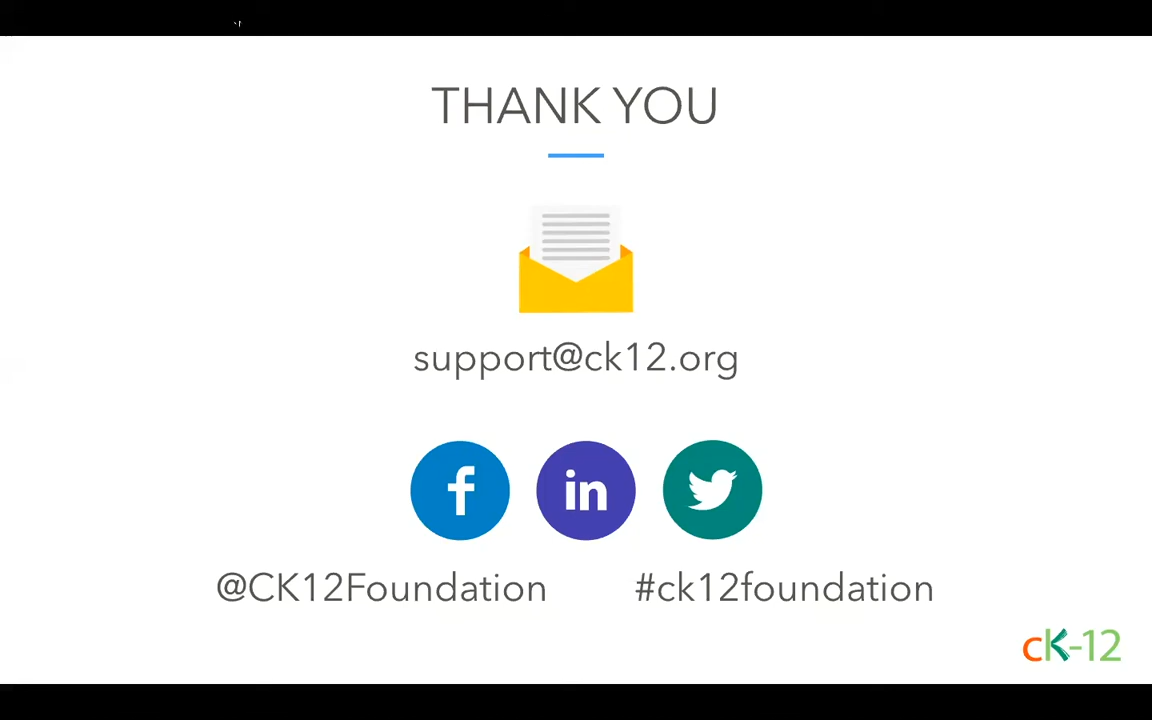 THANK YOU
support@ck12.org
f in
@CK12Foundation #ck12foundation
cK-12